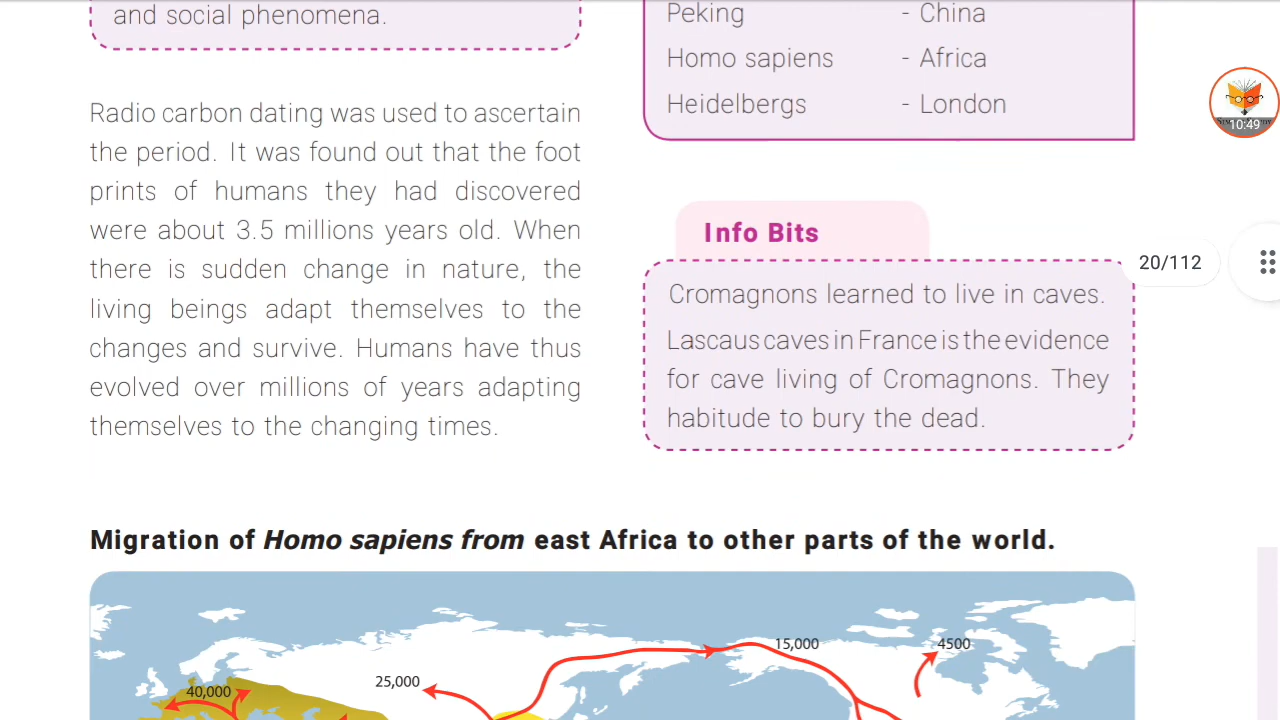 and social phenomena.
Radio carbon dating was used to ascertain
the period. It was found out that the foot
prints of humans they had discovered
were about 3.5 millions years old. When
there is sudden change in nature, the
living beings adapt themselves to the
changes and survive. Humans have thus
evolved over millions of years adapting
themselves to the changing times.
Peking - China
Homo sapiens - Africa
Heidelbergs - London
Info Bits
Cromagnons learned to live in caves.
Lascaus caves in France is the evidence
for cave living of Cromagnons. They
habitude to bury the dead.
10:49
20/112
Migration of Homo sapiens from east Africa to other parts of the world.
15,000
4500
25,000
40,000